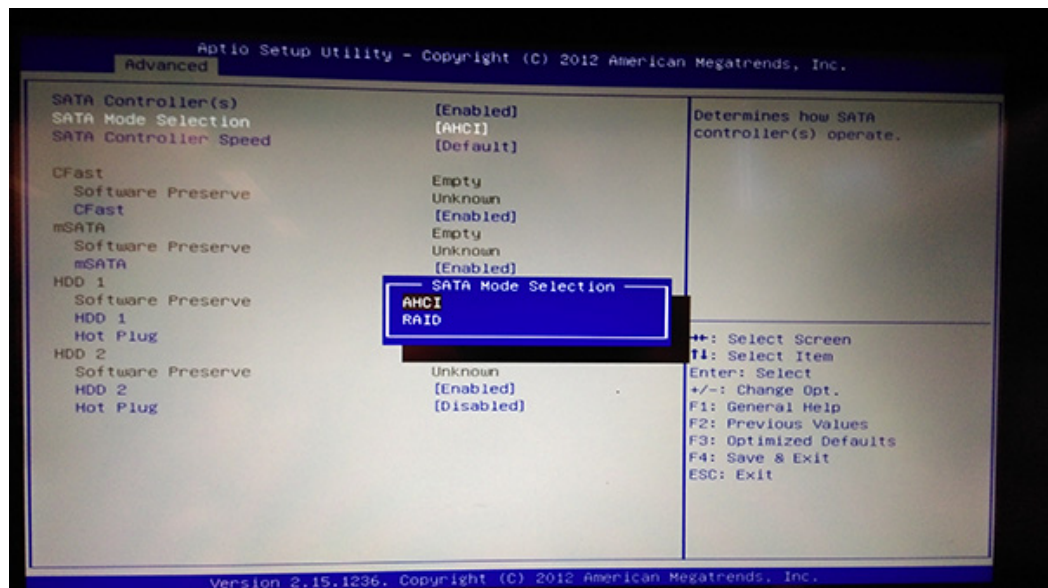 Aptio Setup Utility - Copyright (C) 2012 American Megatrends, Inc.
Advanced
SATA Controller(s) [Enabled]
SATA Mode Selection [AHCI]
SATA Controller Speed [Default]
CFast Empty
Software Preserve Unknown
CFast [Enabled]
mSATA Empty
Software Preserve Unknown
mSATA [Enabled]
HDD 1
Software Preserve
HDD 1
Hot Plug
HDD 2
Software Preserve Unknown
HDD 2 [Enabled]
Hot Plug [Disabled]
SATA Mode Selection
AHCI
RAID
Determines how SATA
controller(s) operate.
→←: Select Screen
↑↓: Select Item
Enter: Select
+/-: Change Opt.
F1: General Help
F2: Previous Values
F3: Optimized Defaults
F4: Save & Exit
ESC: Exit
Version 2.15.1236. Copyright (C) 2012 American Megatrends, Inc.